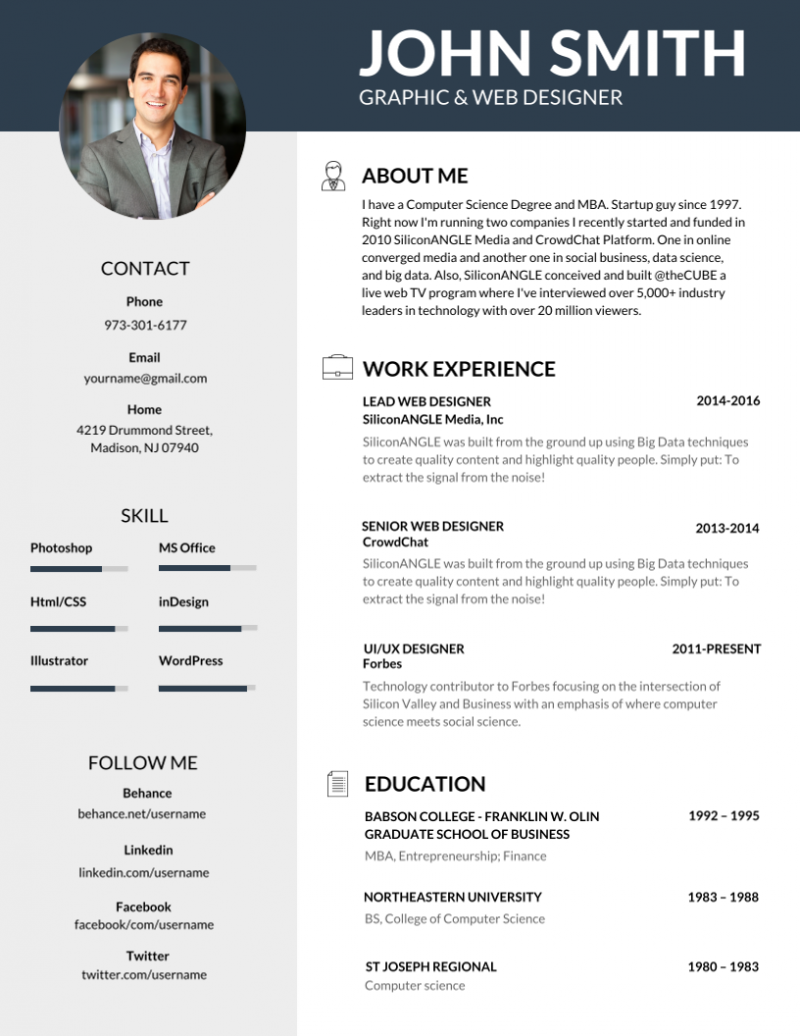 JOHN SMITH
GRAPHIC & WEB DESIGNER
CONTACT
Phone
973-301-6177
Email
yourname@gmail.com
Home
4219 Drummond Street,
Madison, NJ 07940
SKILL
Photoshop
MS Office
Html/CSS
inDesign
Illustrator
WordPress
FOLLOW ME
Behance
behance.net/username
Linkedin
linkedin.com/username
Facebook
facebook/com/username
Twitter
twitter.com/username
ABOUT ME
I have a Computer Science Degree and MBA. Startup guy since 1997.
Right now I'm running two companies I recently started and funded in
2010 SiliconANGLE Media and CrowdChat Platform. One in online
converged media and another one in social business, data science,
and big data. Also, SiliconANGLE conceived and built @theCUBE a
live web TV program where I've interviewed over 5,000+ industry
leaders in technology with over 20 million viewers.
WORK EXPERIENCE
LEAD WEB DESIGNER 2014-2016
SiliconANGLE Media, Inc
SiliconANGLE was built from the ground up using Big Data techniques
to create quality content and highlight quality people. Simply put: To
extract the signal from the noise!
SENIOR WEB DESIGNER 2013-2014
CrowdChat
SiliconANGLE was built from the ground up using Big Data techniques
to create quality content and highlight quality people. Simply put: To
extract the signal from the noise!
UI/UX DESIGNER 2011-PRESENT
Forbes
Technology contributor to Forbes focusing on the intersection of
Silicon Valley and Business with an emphasis of where computer
science meets social science.
EDUCATION
BABSON COLLEGE - FRANKLIN W. OLIN 1992 – 1995
GRADUATE SCHOOL OF BUSINESS
MBA, Entrepreneurship; Finance
NORTHEASTERN UNIVERSITY 1983 – 1988
BS, College of Computer Science
ST JOSEPH REGIONAL 1980 – 1983
Computer science